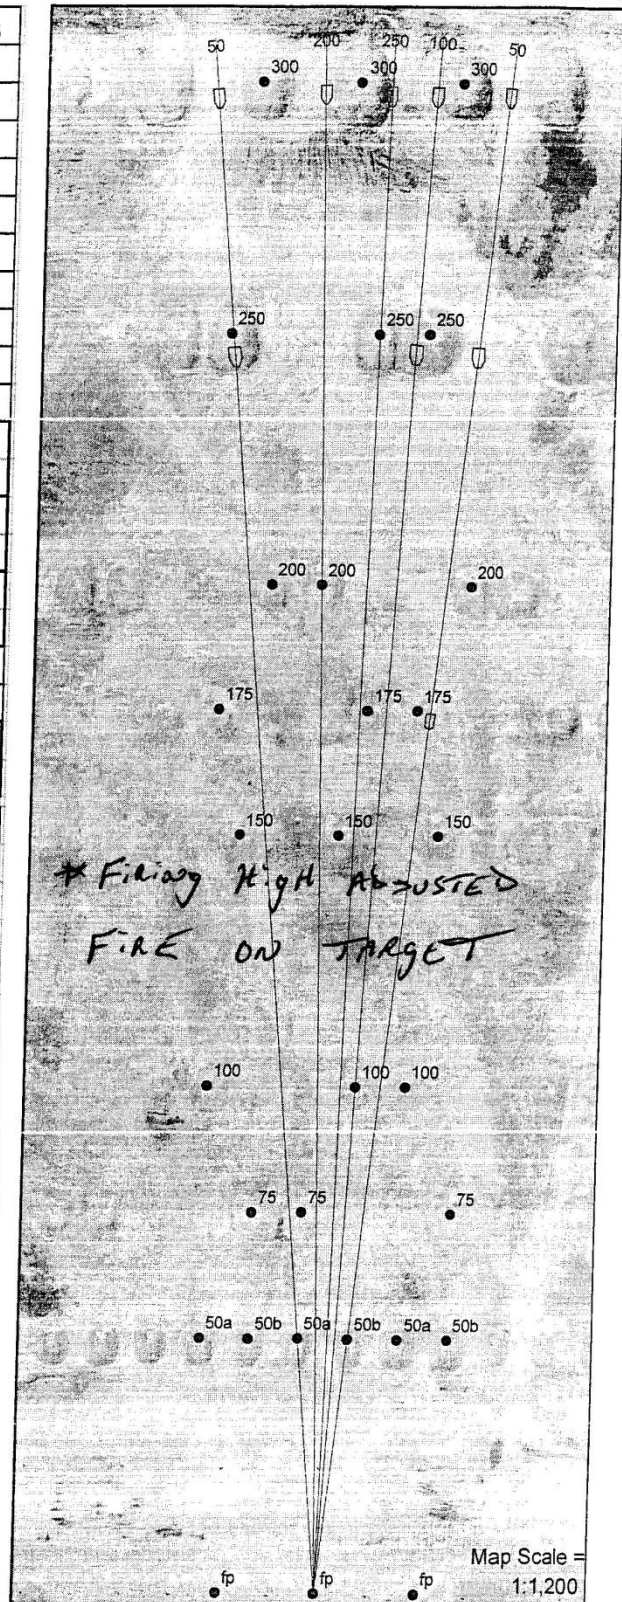 50 200 250 100 50
300 300 300
250 250 250
200 200 200
175 175 175
150 150 150
* FiRiNg HigH ADJUSTED
FiRE ON TARgET
100 100 100
75 75 75
50a 50b 50a 50b 50a 50b
Map Scale =
1:1,200
fp fp fp